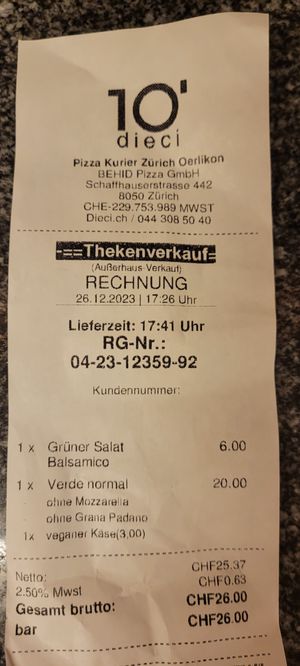 10'
dieci
Pizza Kurier Zürich Oerlikon
BEHID Pizza GmbH
Schaffhauserstrasse 442
8050 Zürich
CHE-229.753.989 MWST
Dieci.ch / 044 308 50 40
-==Thekenverkauf=
(Außerhaus-Verkauf)
RECHNUNG
26.12.2023 | 17:26 Uhr
Lieferzeit: 17:41 Uhr
RG-Nr.:
04-23-12359-92
Kundennummer:
1 x Grüner Salat 6.00
Balsamico
1 x Verde normal 20.00
- ohne Mozzarella
- ohne Grana Padano
1x veganer Käse(3,00)
Netto: CHF25.37
2.50% Mwst CHF0.63
Gesamt brutto: CHF26.00
bar CHF26.00